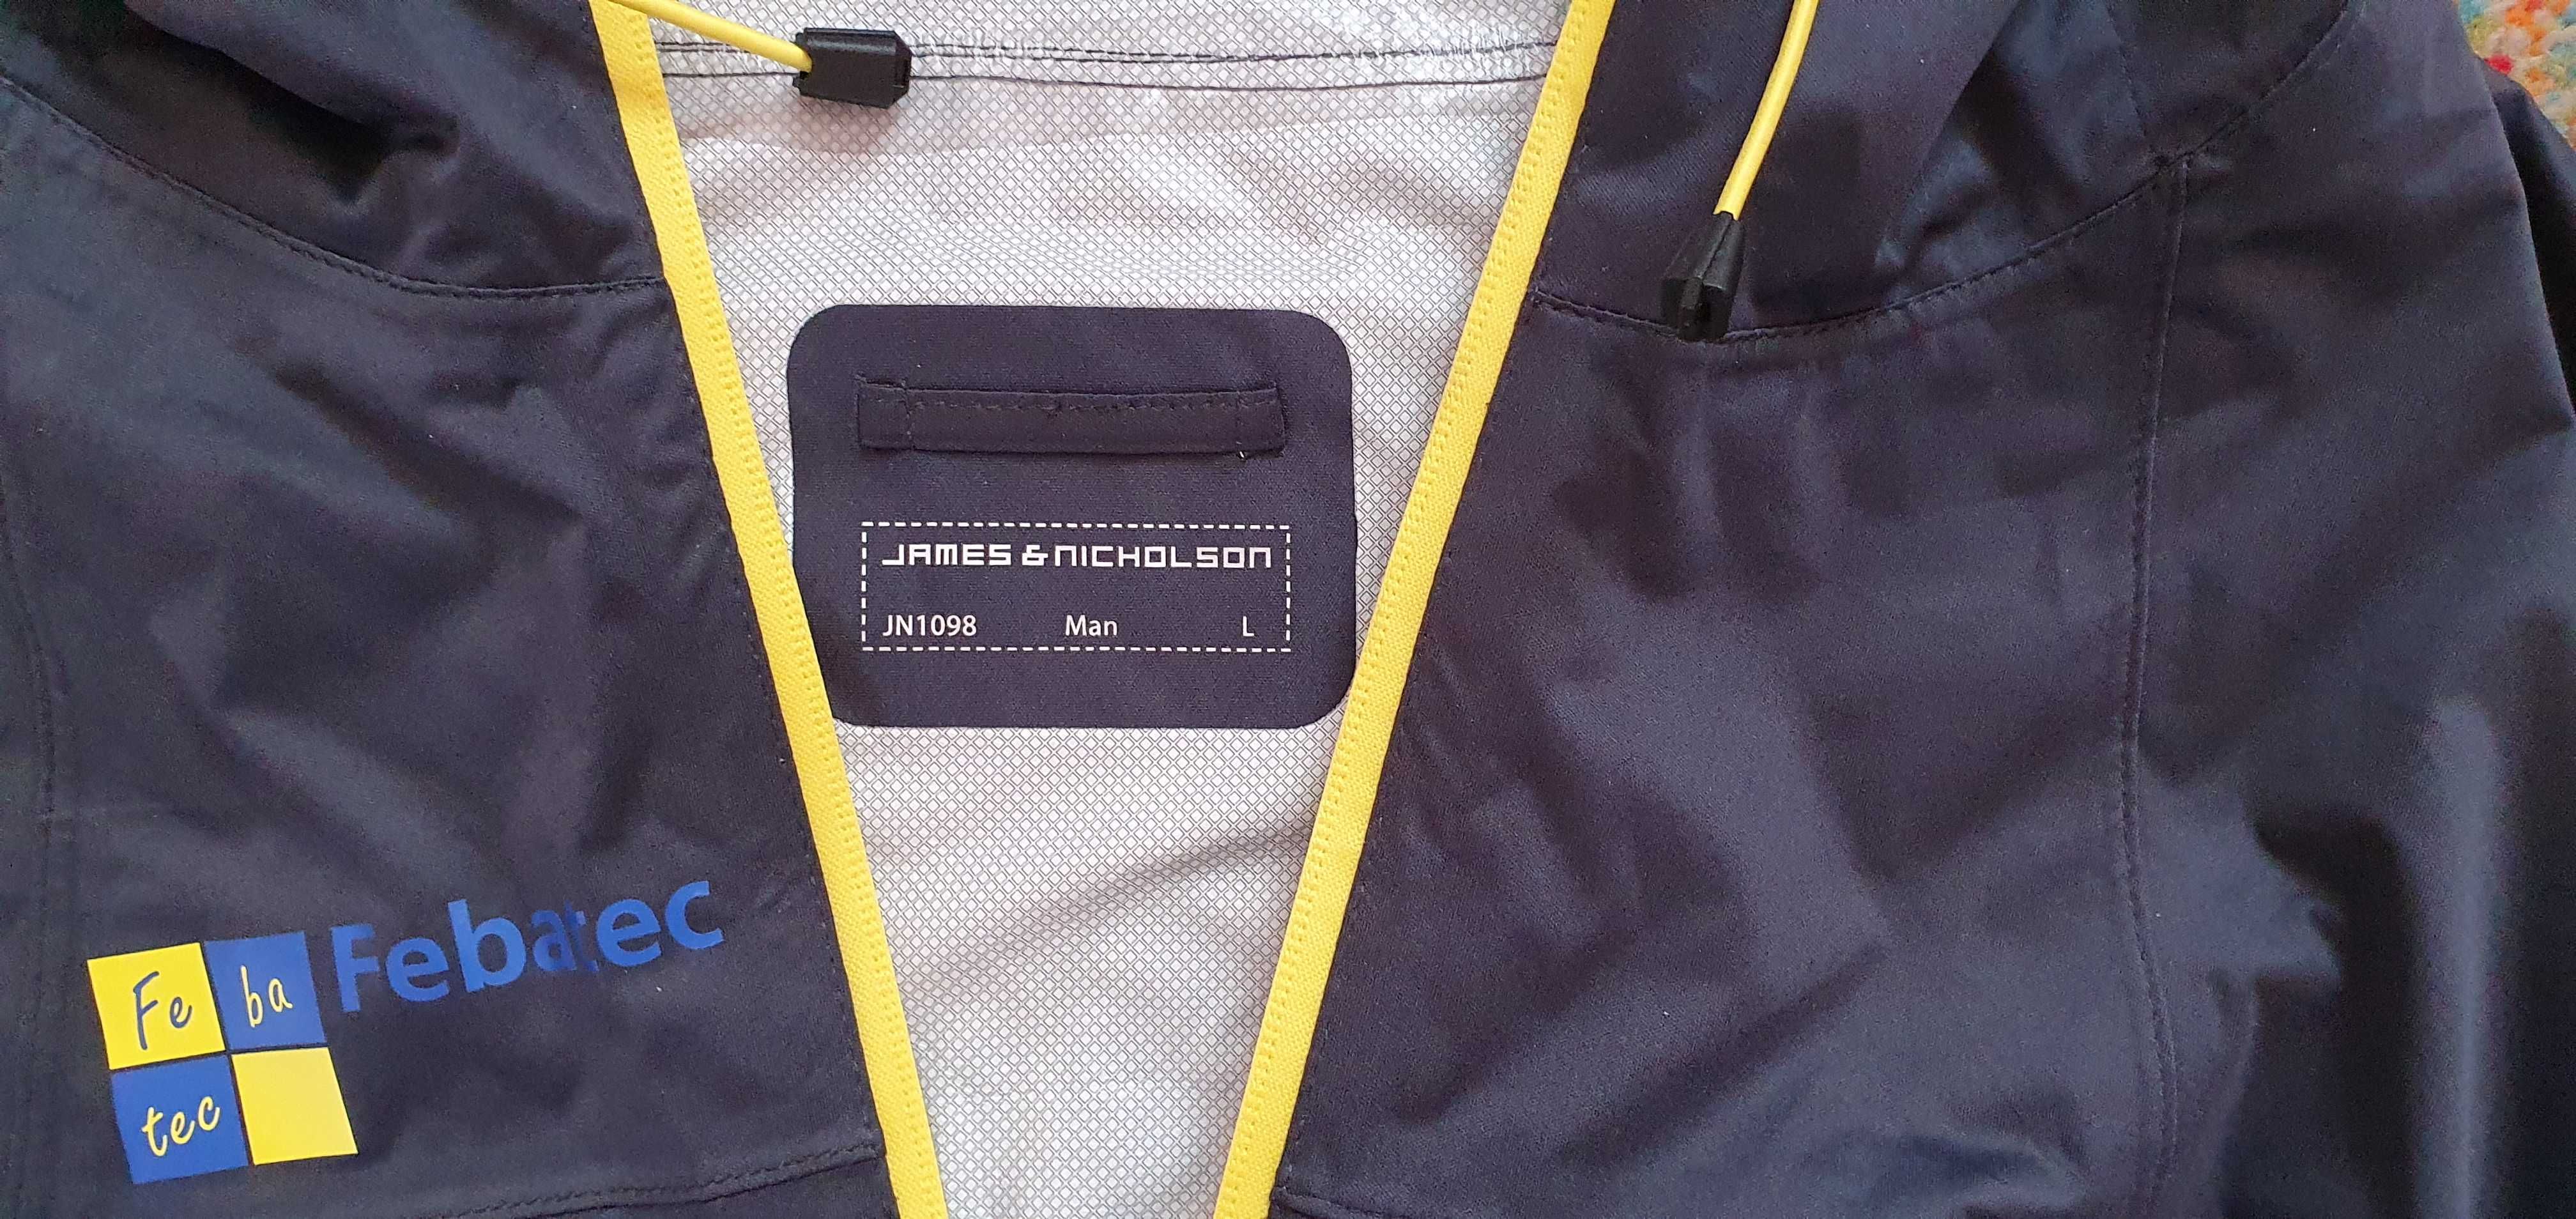 JAMES & NICHOLSON
JN1098 Man L
Febatec
Fe ba
tec